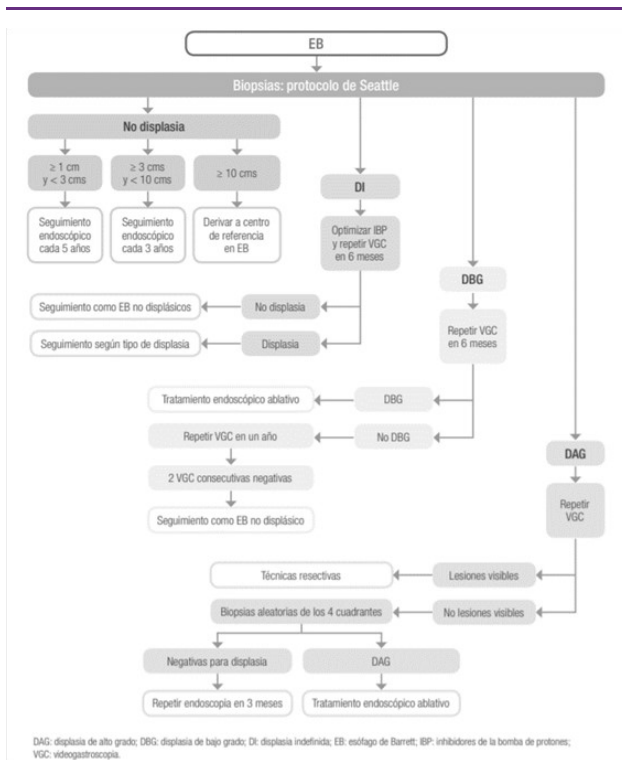 EB
Biopsias: protocolo de Seattle
No displasia
≥ 1 cm
y < 3 cms
≥ 3 cms
y < 10 cms
≥ 10 cms
Seguimiento
endoscópico
cada 5 años
Seguimiento
endoscópico
cada 3 años
Derivar a centro
de referencia
en EB
DI
Optimizar IBP
y repetir VGC
en 6 meses
No displasia
Seguimiento como EB no displásicos
Displasia
Seguimiento según tipo de displasia
DBG
Repetir VGC
en 6 meses
DBG
Tratamiento endoscópico ablativo
No DBG
Repetir VGC en un año
2 VGC consecutivas negativas
Seguimiento como EB no displásico
DAG
Repetir
VGC
Lesiones visibles
Técnicas resectivas
No lesiones visibles
Biopsias aleatorias de los 4 cuadrantes
Negativas para displasia
DAG
Repetir endoscopia en 3 meses
Tratamiento endoscópico ablativo
DAG: displasia de alto grado; DBG: displasia de bajo grado; DI: displasia indefinida; EB: esófago de Barrett; IBP: inhibidores de la bomba de protones;
VGC: videogastroscopia.